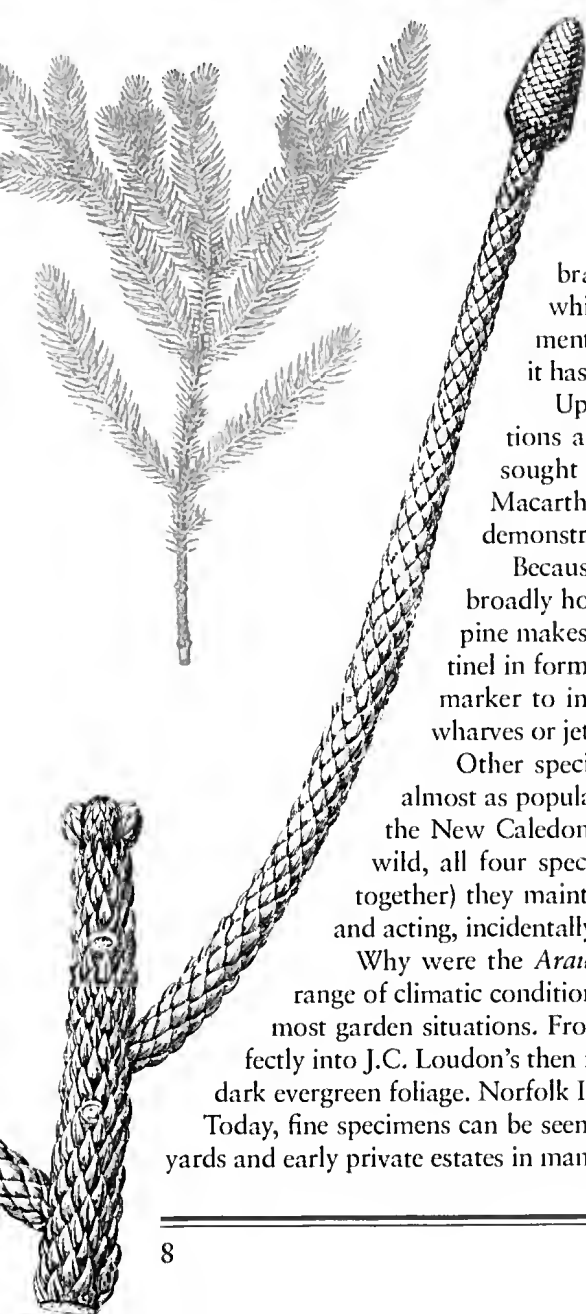 bra
whi
ment
it has
Up
tions a
sought
Macarth
demonstr
Becaus
broadly ho
pine makes
tinel in form
marker to in
wharves or jet
Other speci
almost as popula
the New Caledon
wild, all four spec
together) they maint
and acting, incidentally
Why were the Arau
range of climatic condition
most garden situations. Fro
fectly into J.C. Loudon's then
dark evergreen foliage. Norfolk I
Today, fine specimens can be seen
yards and early private estates in man
8